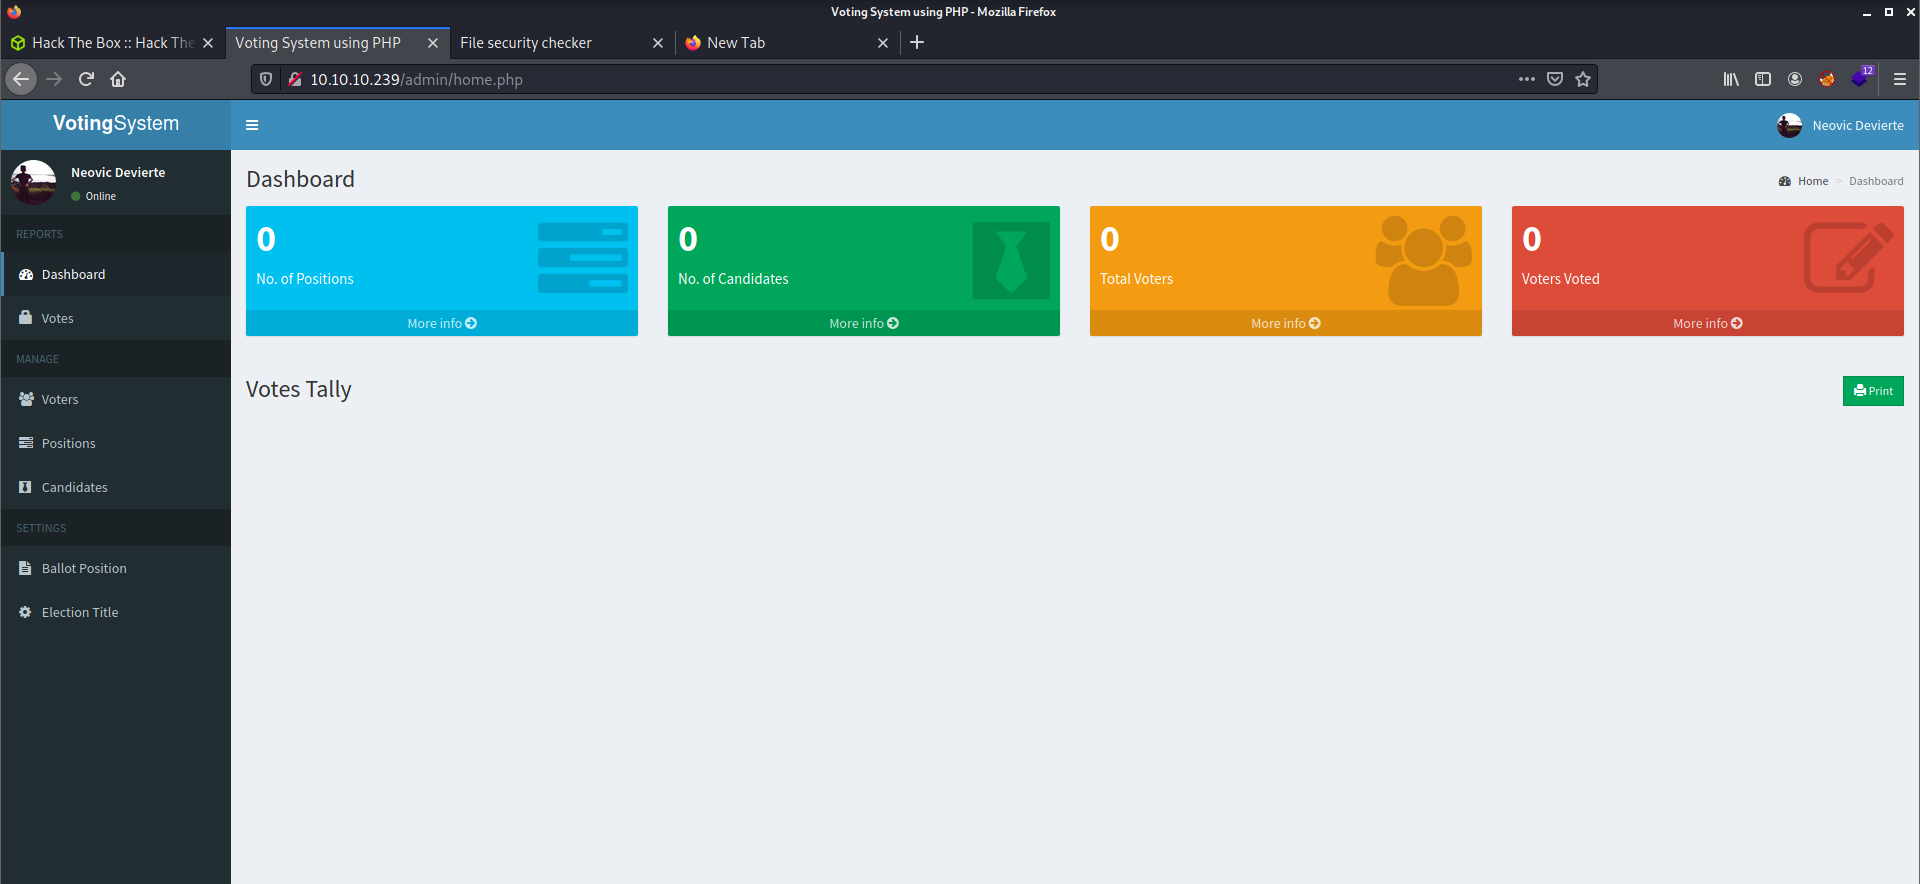 Voting System using PHP - Mozilla Firefox
Hack The Box :: Hack The
Voting System using PHP
File security checker
New Tab
10.10.10.239/admin/home.php
12
VotingSystem
Neovic Devierte
Neovic Devierte
Online
REPORTS
Dashboard
Votes
MANAGE
Voters
Positions
Candidates
SETTINGS
Ballot Position
Election Title
Dashboard
Home > Dashboard
0
No. of Positions
More info
0
No. of Candidates
More info
0
Total Voters
More info
0
Voters Voted
More info
Votes Tally
Print